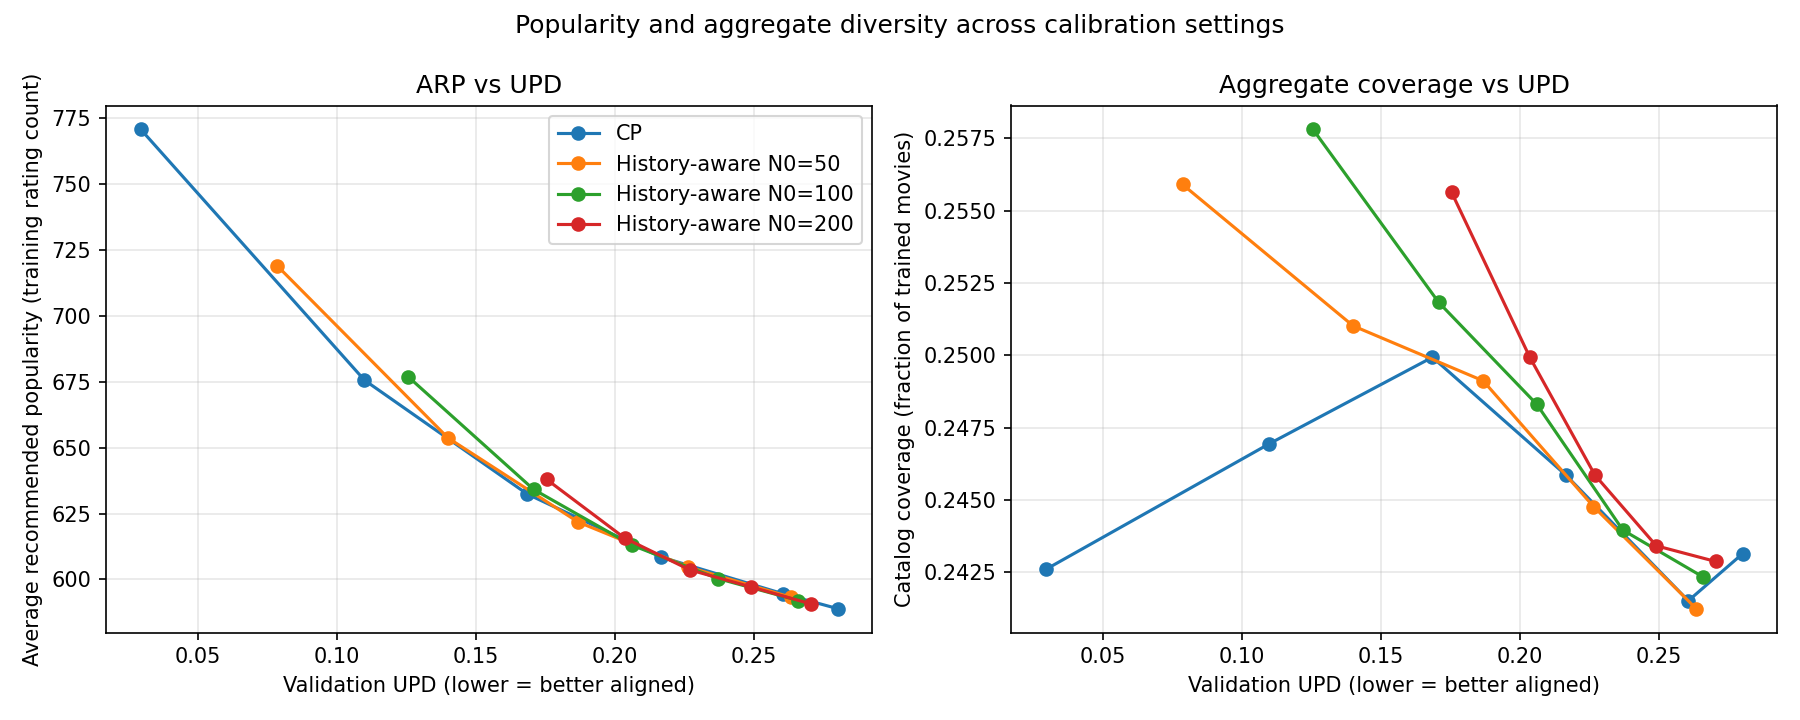 Popularity and aggregate diversity across calibration settings
ARP vs UPD
Average recommended popularity (training rating count)
775
750
725
700
675
650
625
600
CP
History-aware N0=50
History-aware N0=100
History-aware N0=200
0.05 0.10 0.15 0.20 0.25
Validation UPD (lower = better aligned)
Aggregate coverage vs UPD
Catalog coverage (fraction of trained movies)
0.2575
0.2550
0.2525
0.2500
0.2475
0.2450
0.2425
0.05 0.10 0.15 0.20 0.25
Validation UPD (lower = better aligned)